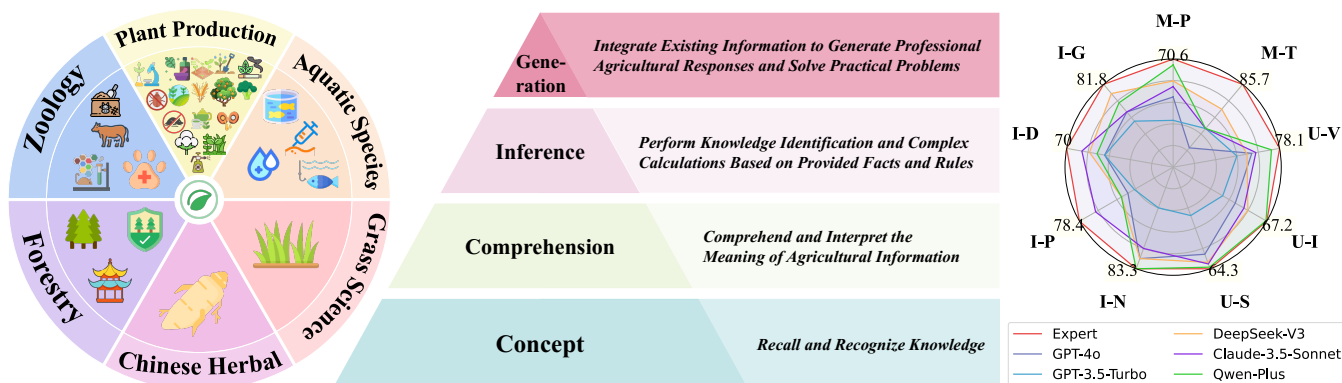 Plant Production
Aquatic Species
Grass Science
Chinese Herbal
Forestry
Zoology
Gene-
ration
Integrate Existing Information to Generate Professional
Agricultural Responses and Solve Practical Problems
Inference
Perform Knowledge Identification and Complex
Calculations Based on Provided Facts and Rules
Comprehension
Comprehend and Interpret the
Meaning of Agricultural Information
Concept
Recall and Recognize Knowledge
M-P
70.6
M-T
85.7
U-V
78.1
U-I
67.2
U-S
64.3
I-N
83.3
I-P
78.4
I-D
70
I-G
81.8
Expert
GPT-4o
GPT-3.5-Turbo
DeepSeek-V3
Claude-3.5-Sonnet
Qwen-Plus